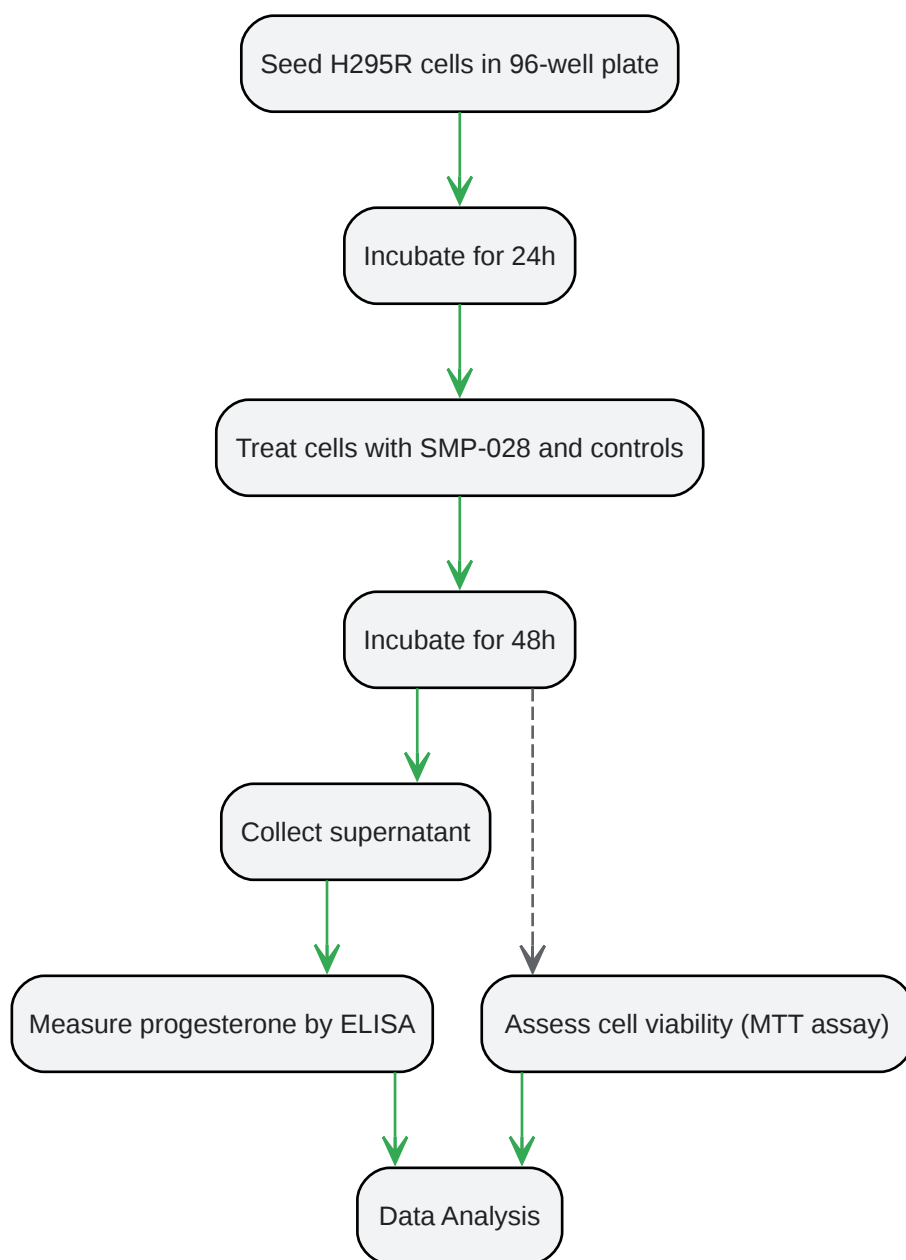 Seed H295R cells in 96-well plate
Incubate for 24h
Treat cells with SMP-028 and controls
Incubate for 48h
Collect supernatant
Measure progesterone by ELISA
Assess cell viability (MTT assay)
Data Analysis